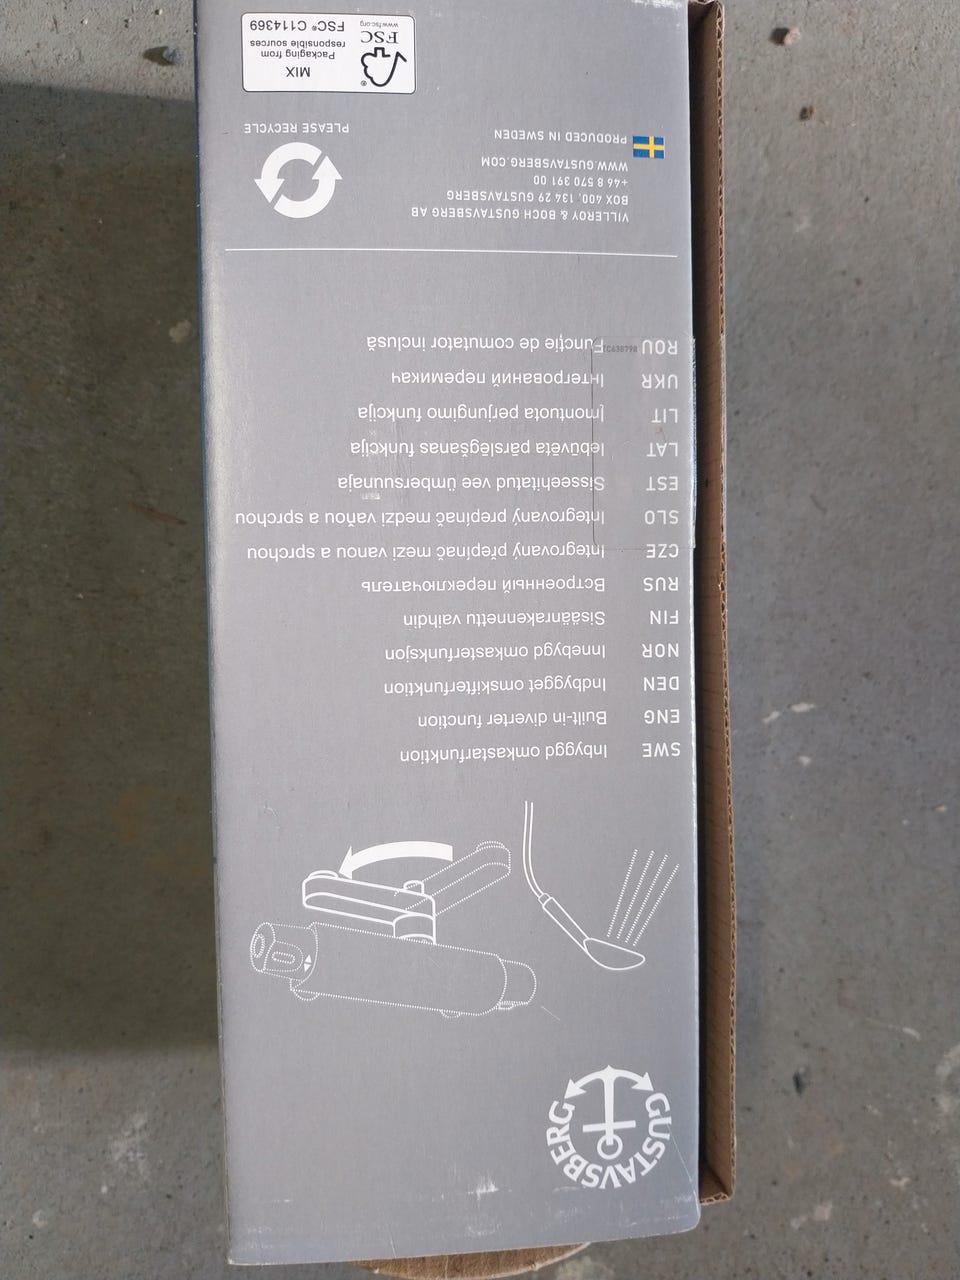 GUSTAVSBERG
SWE Inbyggd omkastarfunktion
ENG Built-in diverter function
DEN Indbygget omskifterfunktion
NOR Innebygd omkasterfunksjon
FIN Sisäänrakennettu vaihdin
RUS Встроенный переключатель
CZE Integrovaný přepínač mezi vanou a sprchou
SLO Integrovaný prepínač medzi vaňou a sprchou
EST Sisseehitatud vee ümbersuunaja
LAT Iebūvēta pārslēgšanas funkcija
LIT Įmontuota perjungimo funkcija
UKR Інтегрований перемикач
ROU Funcție de comutator inclusă
TC638798
VILLEROY & BOCH GUSTAVSBERG AB
BOX 400, 134 29 GUSTAVSBERG
+46 8 570 391 00
WWW.GUSTAVSBERG.COM
PRODUCED IN SWEDEN
PLEASE RECYCLE
®
FSC
www.fsc.org
MIX
Packaging from
responsible sources
FSC® C114369